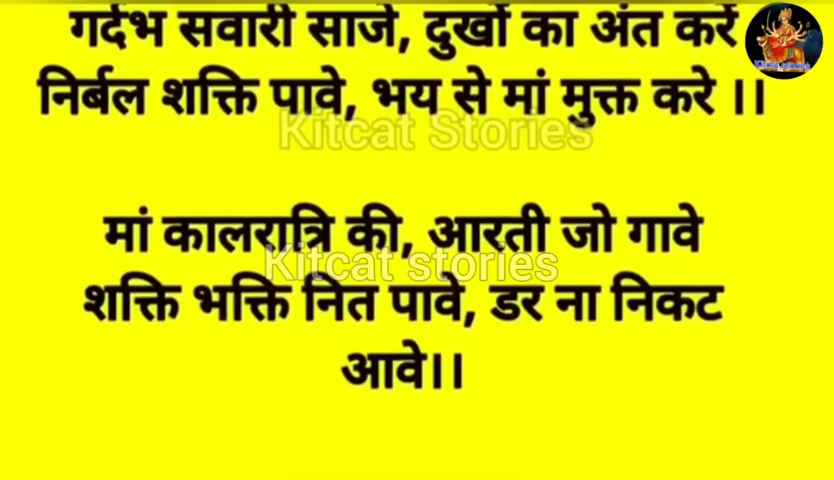 गर्दभ सवारी साजे, दुखों का अंत करें
निर्बल शक्ति पावे, भय से मां मुक्त करे ।।
Kitcat Stories
मां कालरात्रि की, आरती जो गावे
Kitcat stories
शक्ति भक्ति नित पावे, डर ना निकट
आवे।।